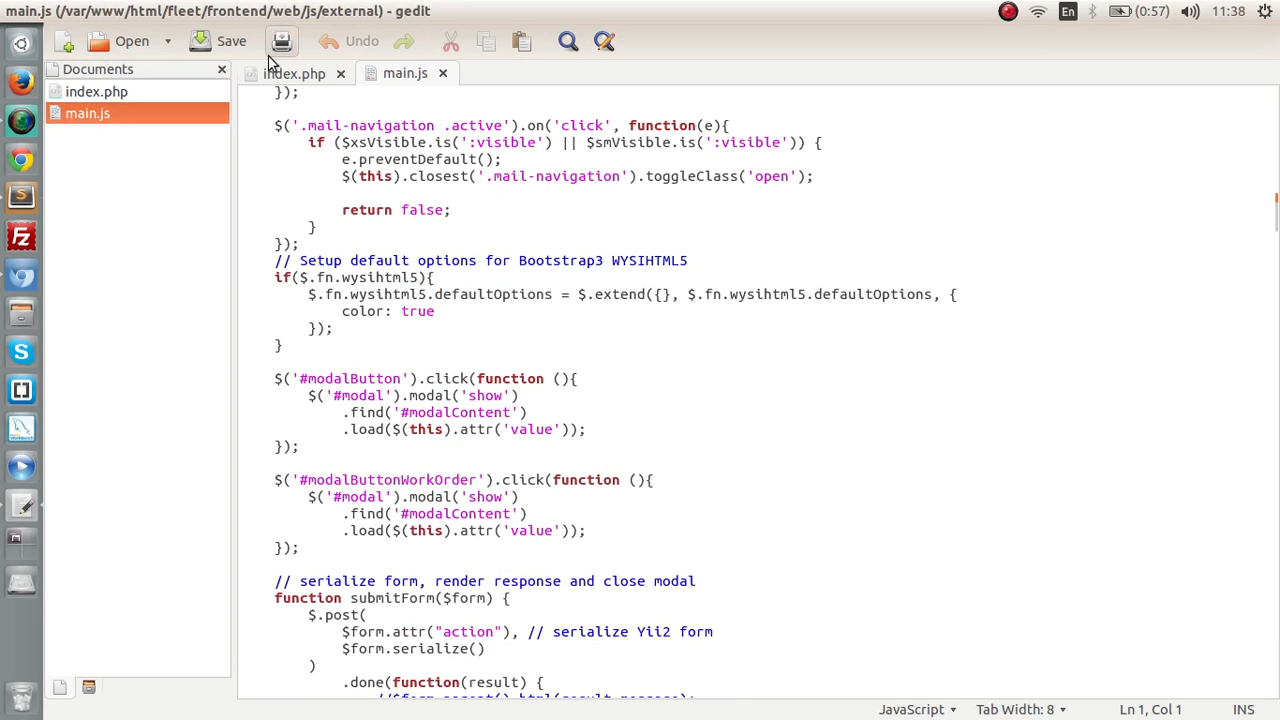 main.js (/var/www/html/fleet/frontend/web/js/external) - gedit
En
(0:57)
11:38
Open
Save
Undo
Documents
index.php
main.js
index.php
main.js
});
$('.mail-navigation .active').on('click', function(e){
if ($xsVisible.is(':visible') || $smVisible.is(':visible')) {
e.preventDefault();
$(this).closest('.mail-navigation').toggleClass('open');
return false;
}
});
// Setup default options for Bootstrap3 WYSIHTML5
if($.fn.wysihtml5){
$.fn.wysihtml5.defaultOptions = $.extend({}, $.fn.wysihtml5.defaultOptions, {
color: true
});
}
$('#modalButton').click(function (){
$('#modal').modal('show')
.find('#modalContent')
.load($(this).attr('value'));
});
$('#modalButtonWorkOrder').click(function (){
$('#modal').modal('show')
.find('#modalContent')
.load($(this).attr('value'));
});
// serialize form, render response and close modal
function submitForm($form) {
$.post(
$form.attr("action"), // serialize Yii2 form
$form.serialize()
)
.done(function(result) {
JavaScript
Tab Width: 8
Ln 1, Col 1
INS